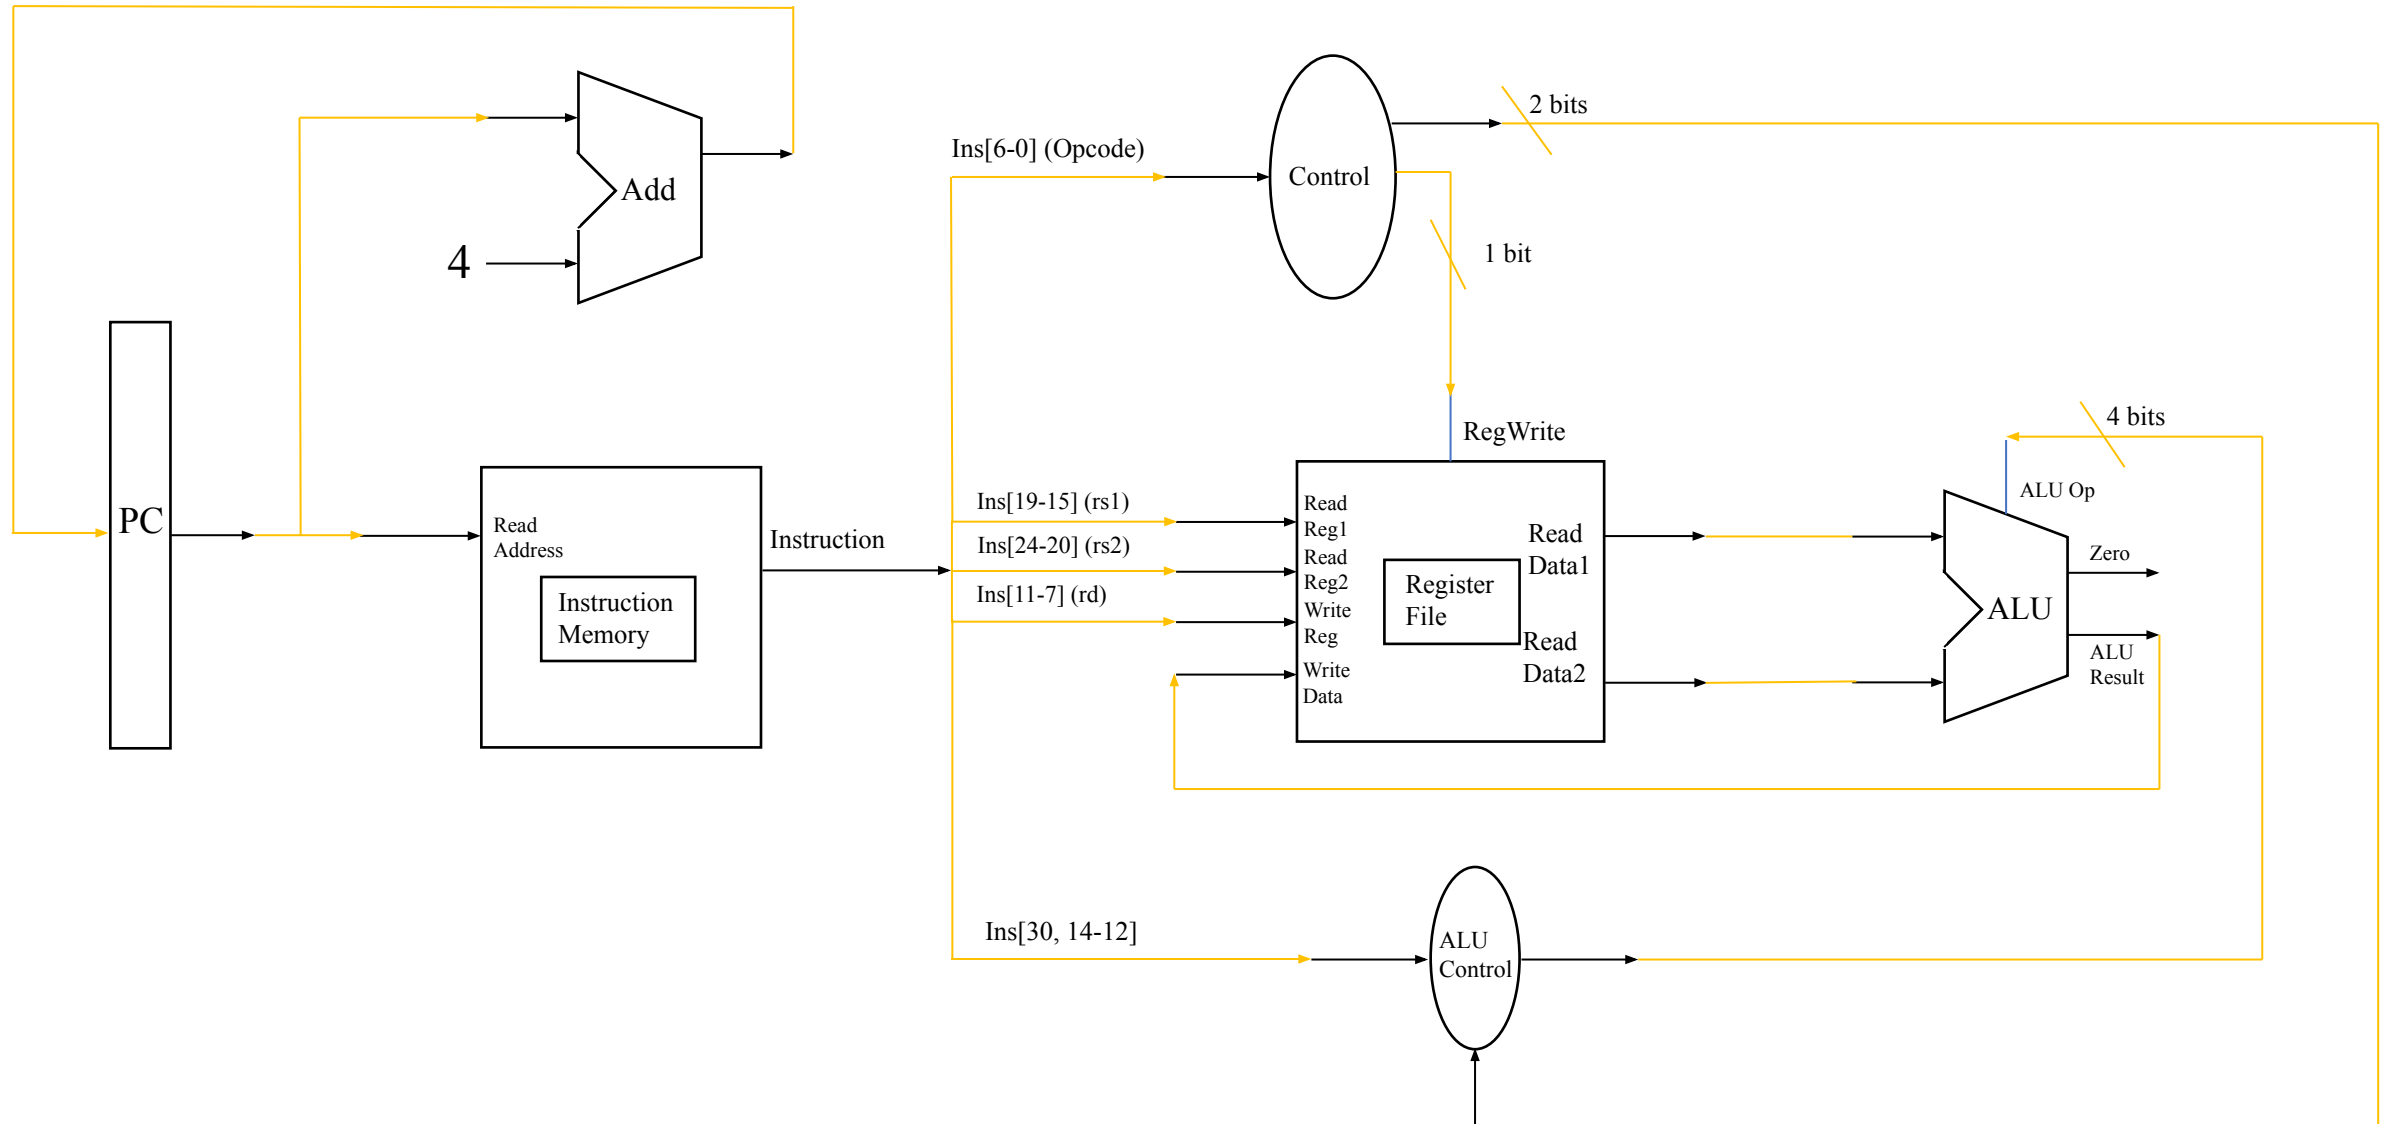 2 bits
Ins[6-0] (Opcode)
Control
Add
4
1 bit
4 bits
RegWrite
ALU Op
PC
Read
Address
Instruction
Instruction
Memory
Ins[19-15] (rs1)
Ins[24-20] (rs2)
Ins[11-7] (rd)
Read
Reg1
Read
Reg2
Write
Reg
Write
Data
Register
File
Read
Data1
Read
Data2
Zero
ALU
ALU
Result
Ins[30, 14-12]
ALU
Control